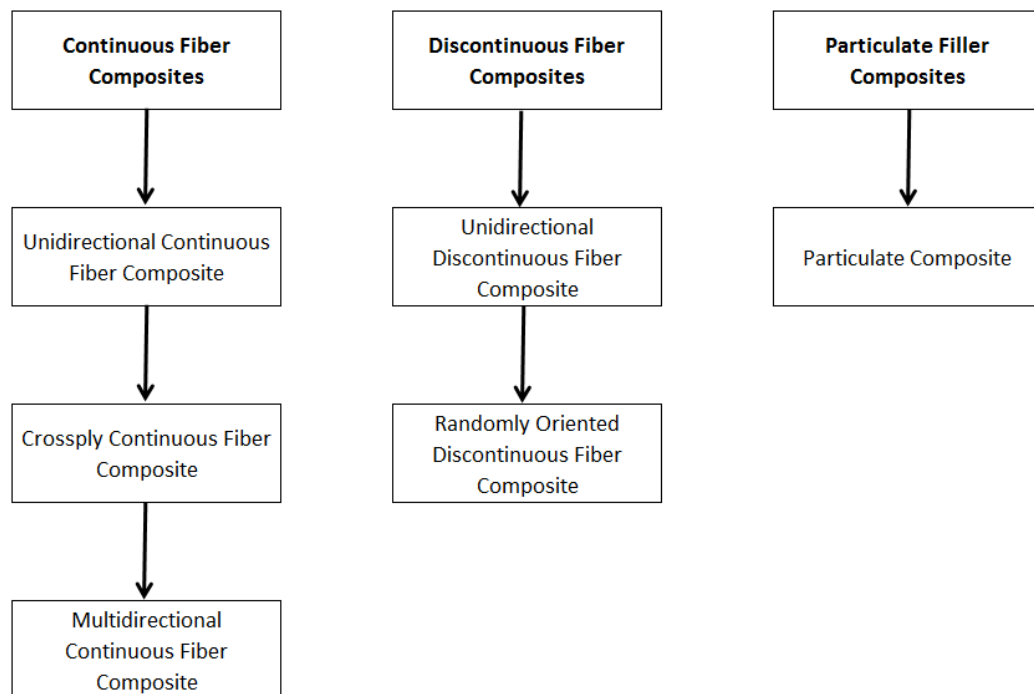 Continuous Fiber
Composites
Discontinuous Fiber
Composites
Particulate Filler
Composites
Unidirectional Continuous
Fiber Composite
Unidirectional
Discontinuous Fiber
Composite
Particulate Composite
Crossply Continuous Fiber
Composite
Randomly Oriented
Discontinuous Fiber
Composite
Multidirectional
Continuous Fiber
Composite